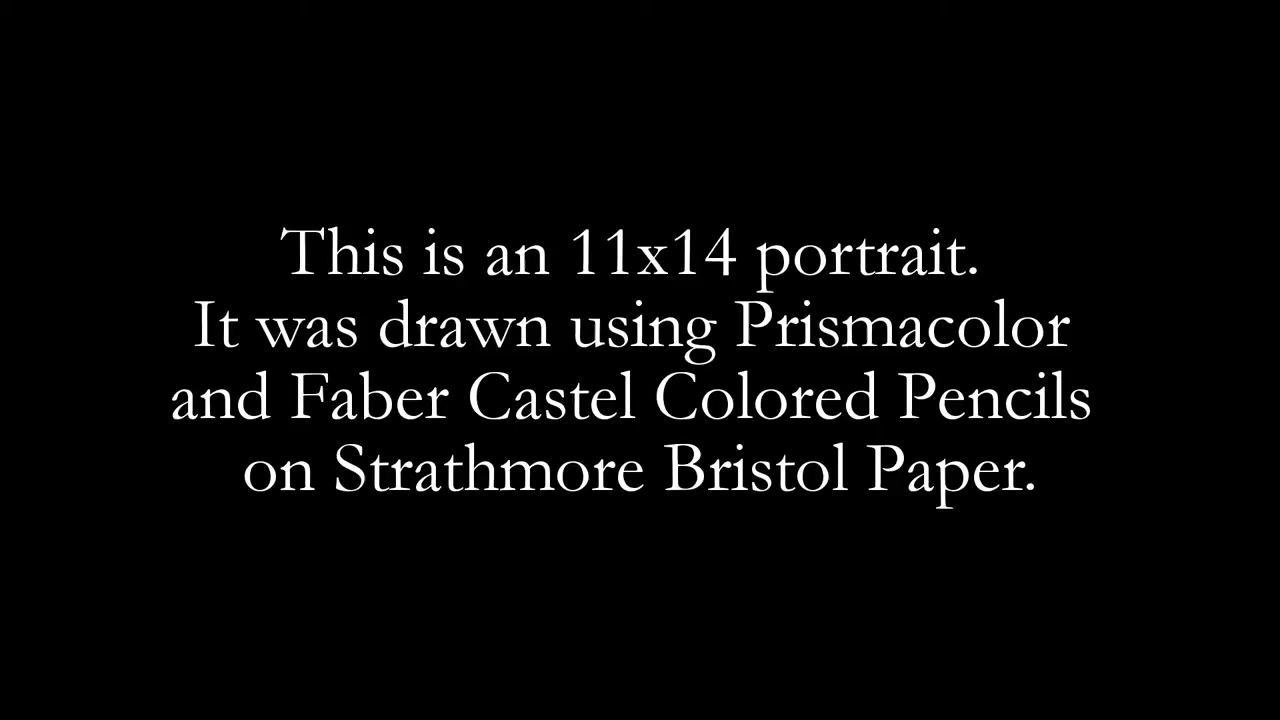 This is an 11x14 portrait.
It was drawn using Prismacolor
and Faber Castel Colored Pencils
on Strathmore Bristol Paper.